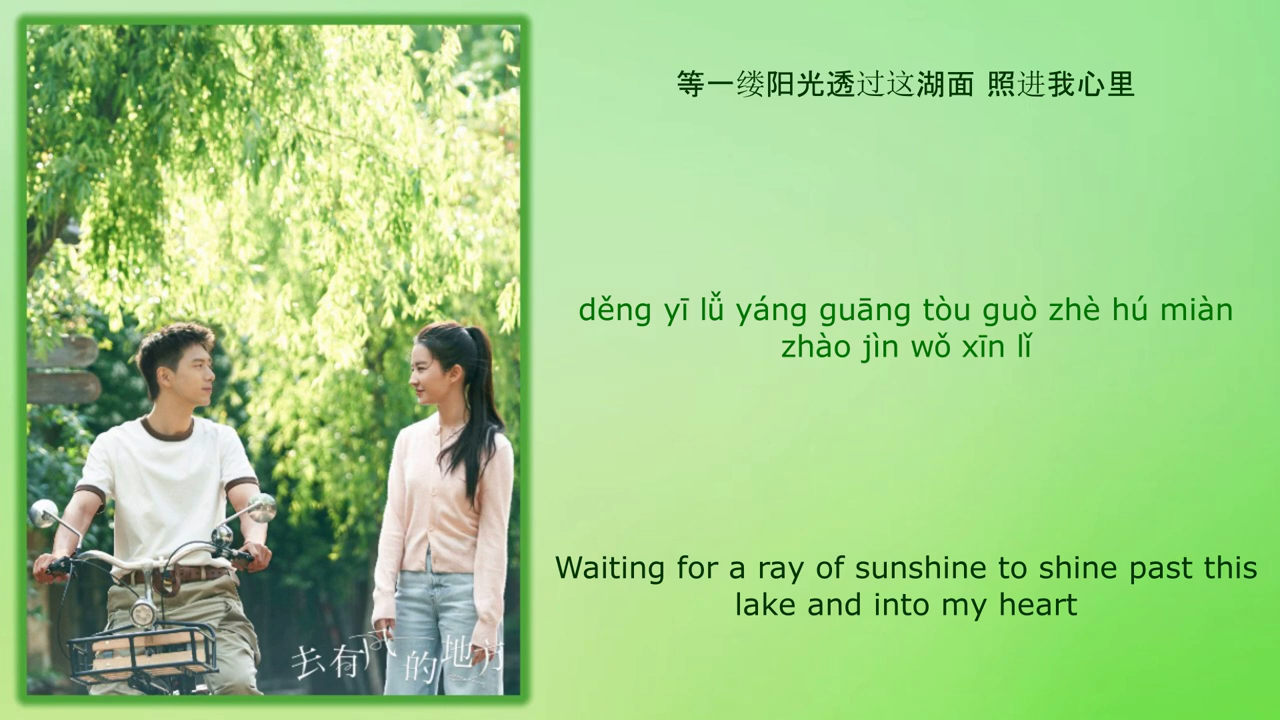 等一缕阳光透过这湖面 照进我心里
děng yī lǚ yáng guāng tòu guò zhè hú miàn
zhào jìn wǒ xīn lǐ
Waiting for a ray of sunshine to shine past this
lake and into my heart
去有风的地方